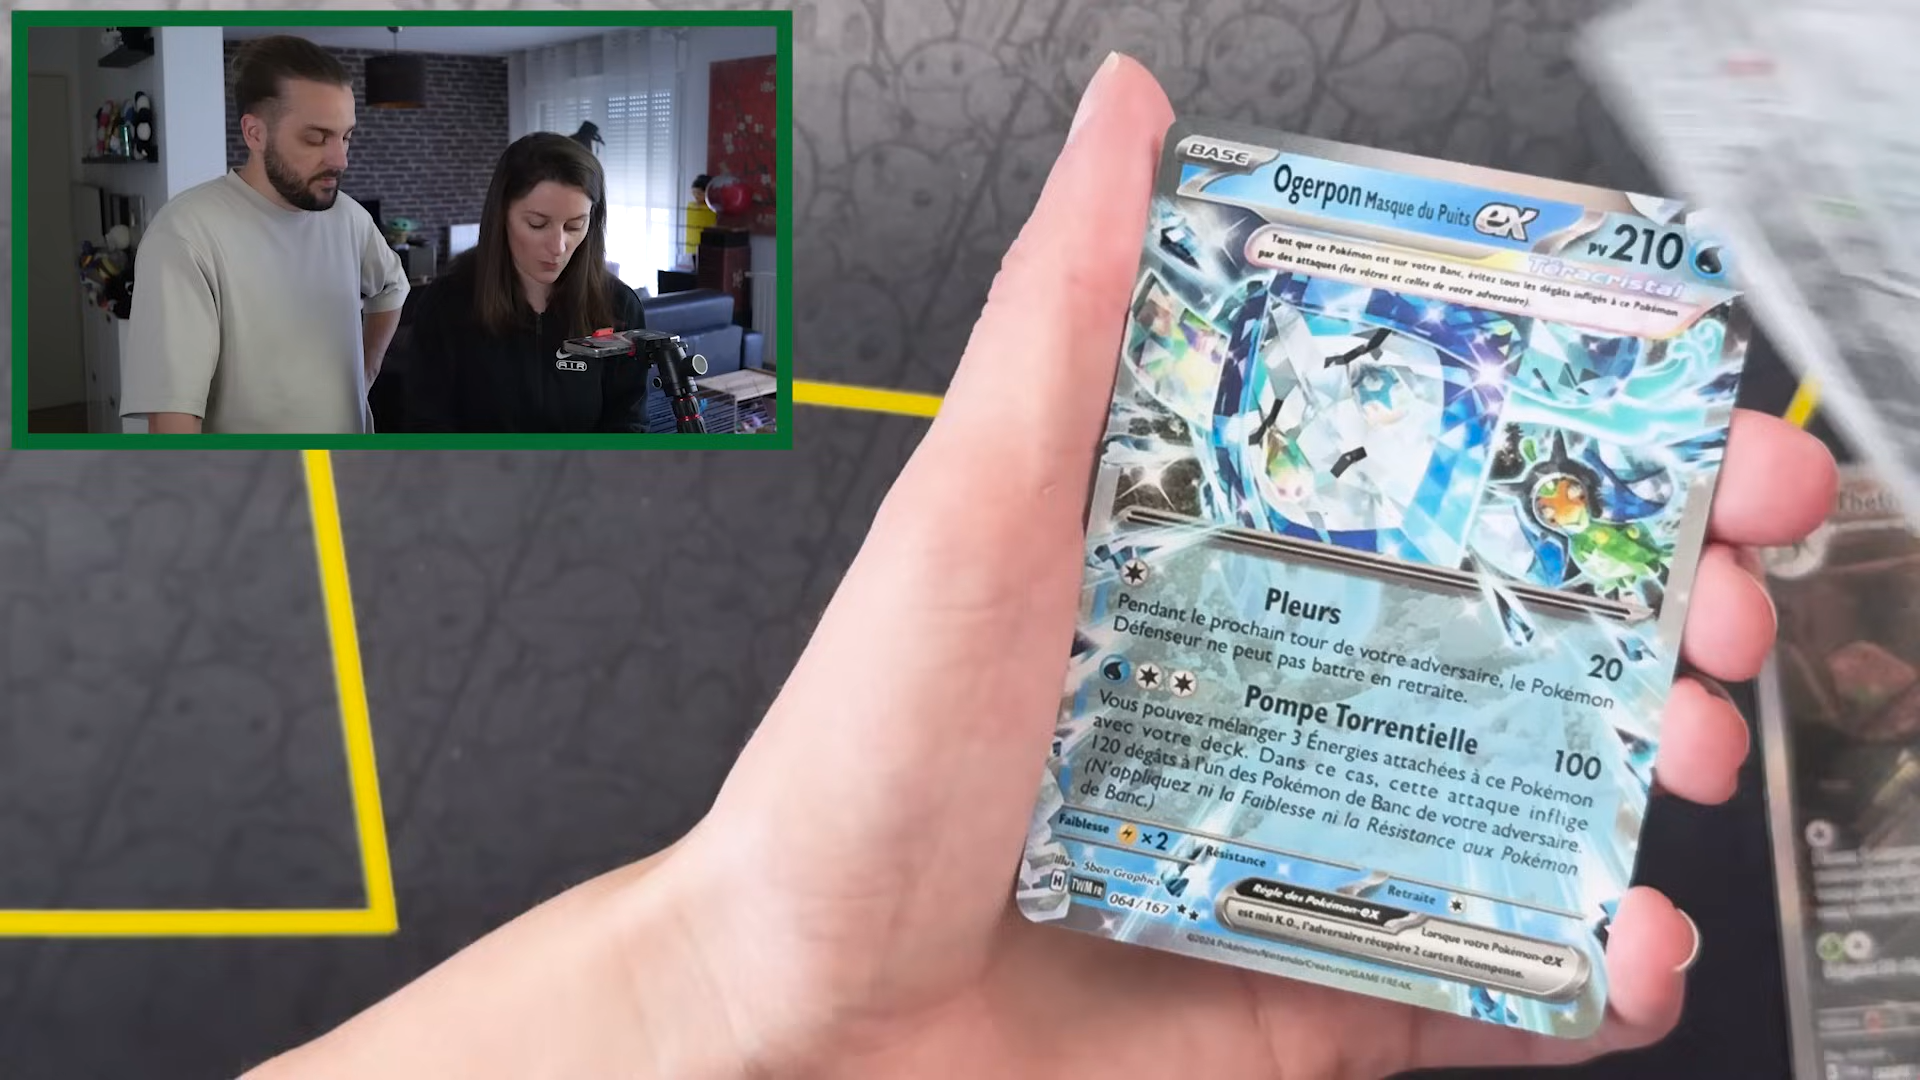 AIR
BASE
Ogerpon Masque du Puits ex
PV 210
Téracristal
Tant que ce Pokémon est sur votre Banc, évitez tous les dégâts infligés à ce Pokémon
par des attaques (les vôtres et celles de votre adversaire).
Pleurs
20
Pendant le prochain tour de votre adversaire, le Pokémon
Défenseur ne peut pas battre en retraite.
Pompe Torrentielle
100
Vous pouvez mélanger 3 Énergies attachées à ce Pokémon
avec votre deck. Dans ce cas, cette attaque inflige
120 dégâts à l'un des Pokémon de Banc de votre adversaire.
(N'appliquez ni la Faiblesse ni la Résistance aux Pokémon
de Banc.)
Faiblesse ×2
Résistance
Retraite
Illus. 5ban Graphics
H TWM FR 064/167 ★★
Règle des Pokémon-ex
Lorsque votre Pokémon-ex
est mis K.O., l'adversaire récupère 2 cartes Récompense.
©2024 Pokémon/Nintendo/Creatures/GAME FREAK